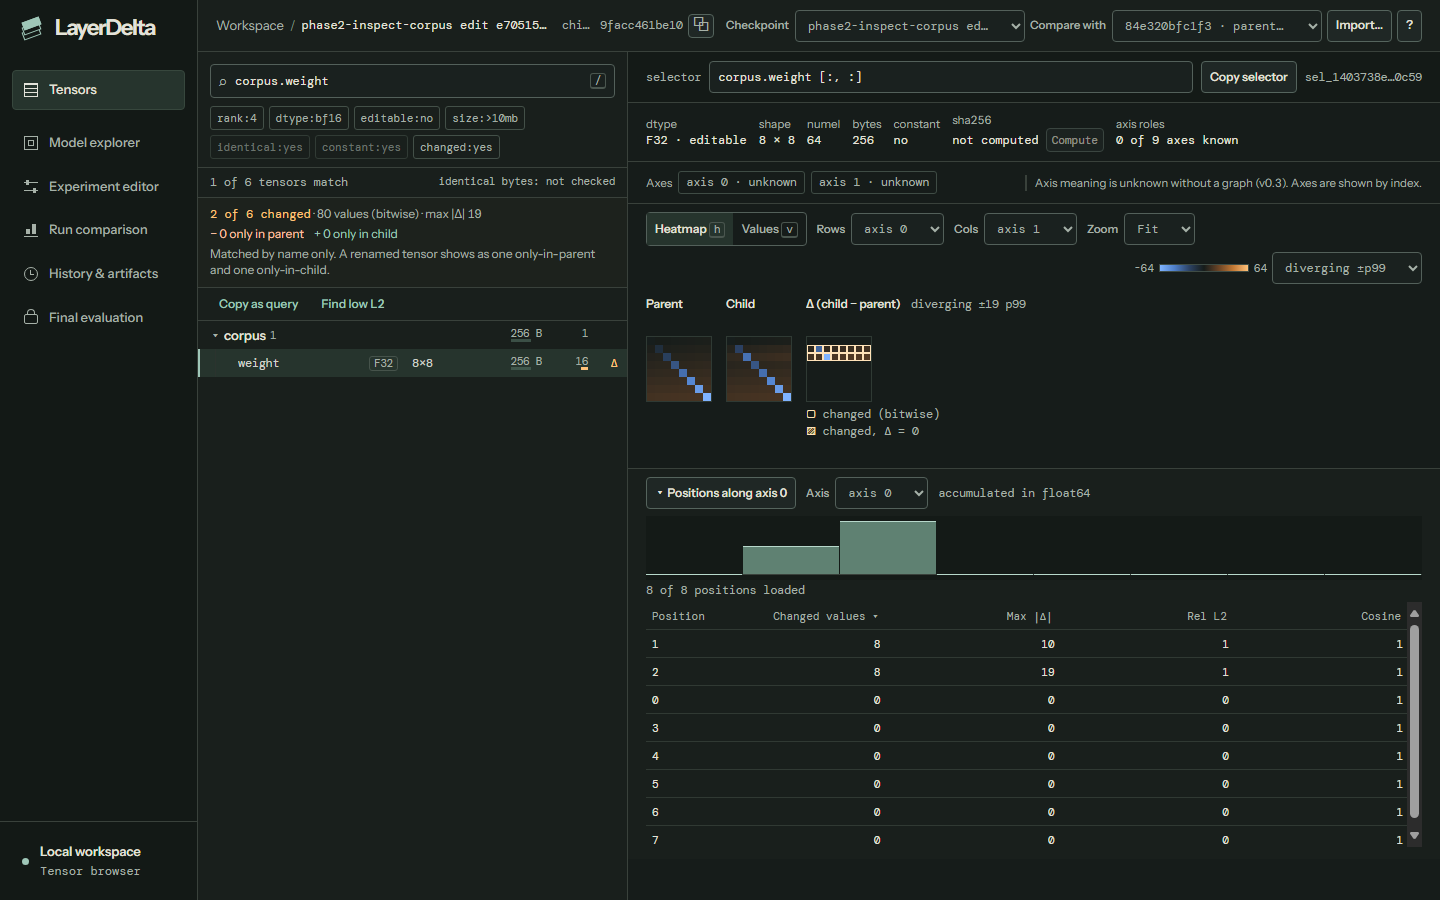 LayerDelta
Tensors
Model explorer
Experiment editor
Run comparison
History & artifacts
Final evaluation
Local workspace
Tensor browser
Workspace / phase2-inspect-corpus edit e70515… chi… 9facc461be10 Checkpoint phase2-inspect-corpus ed… Compare with 84e320bfc1f3 · parent… Import… ?
corpus.weight /
rank:4 dtype:bf16 editable:no size:>10mb
identical:yes constant:yes changed:yes
1 of 6 tensors match identical bytes: not checked
2 of 6 changed · 80 values (bitwise) · max |Δ| 19
− 0 only in parent + 0 only in child
Matched by name only. A renamed tensor shows as one only-in-parent
and one only-in-child.
Copy as query Find low L2
corpus 1 256 B 1
weight F32 8×8 256 B 16 Δ
selector corpus.weight [:, :] Copy selector sel_1403738e…0c59
dtype shape numel bytes constant sha256 axis roles
F32 · editable 8 × 8 64 256 no not computed Compute 0 of 9 axes known
Axes axis 0 · unknown axis 1 · unknown Axis meaning is unknown without a graph (v0.3). Axes are shown by index.
Heatmap h Values v Rows axis 0 Cols axis 1 Zoom Fit
-64 64 diverging ±p99
Parent Child Δ (child − parent) diverging ±19 p99
changed (bitwise)
changed, Δ = 0
Positions along axis 0 Axis axis 0 accumulated in float64
8 of 8 positions loaded
Position Changed values Max |Δ| Rel L2 Cosine
1 8 10 1 1
2 8 19 1 1
0 0 0 0 1
3 0 0 0 1
4 0 0 0 1
5 0 0 0 1
6 0 0 0 1
7 0 0 0 1